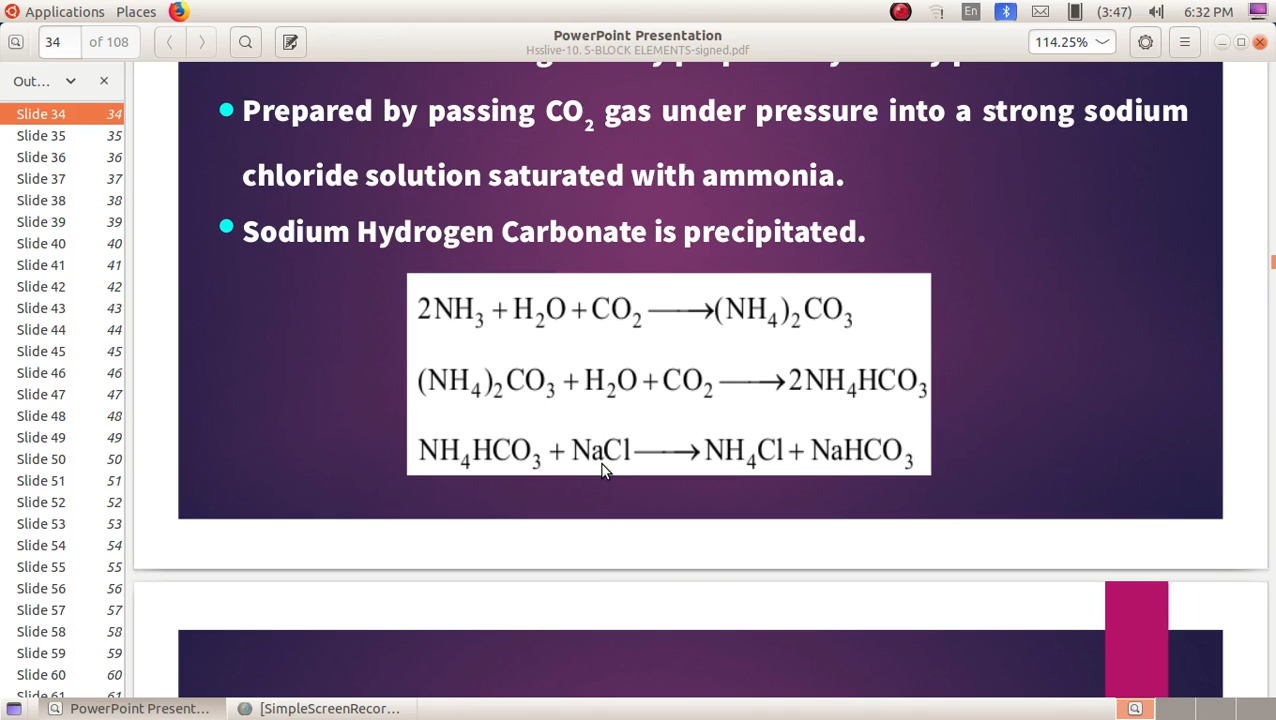 Applications Places En (3:47) 6:32 PM
34 of 108 PowerPoint Presentation 114.25%
Hsslive-10. S-BLOCK ELEMENTS-signed.pdf
Out...
Slide 34 34
Slide 35 35
Slide 36 36
Slide 37 37
Slide 38 38
Slide 39 39
Slide 40 40
Slide 41 41
Slide 42 42
Slide 43 43
Slide 44 44
Slide 45 45
Slide 46 46
Slide 47 47
Slide 48 48
Slide 49 49
Slide 50 50
Slide 51 51
Slide 52 52
Slide 53 53
Slide 54 54
Slide 55 55
Slide 56 56
Slide 57 57
Slide 58 58
Slide 59 59
Slide 60 60
Slide 61 61
Prepared by passing CO₂ gas under pressure into a strong sodium
chloride solution saturated with ammonia.
Sodium Hydrogen Carbonate is precipitated.
2NH₃ + H₂O + CO₂ ⟶ (NH₄)₂CO₃
(NH₄)₂CO₃ + H₂O + CO₂ ⟶ 2NH₄HCO₃
NH₄HCO₃ + NaCl ⟶ NH₄Cl + NaHCO₃
PowerPoint Present... [SimpleScreenRecor...